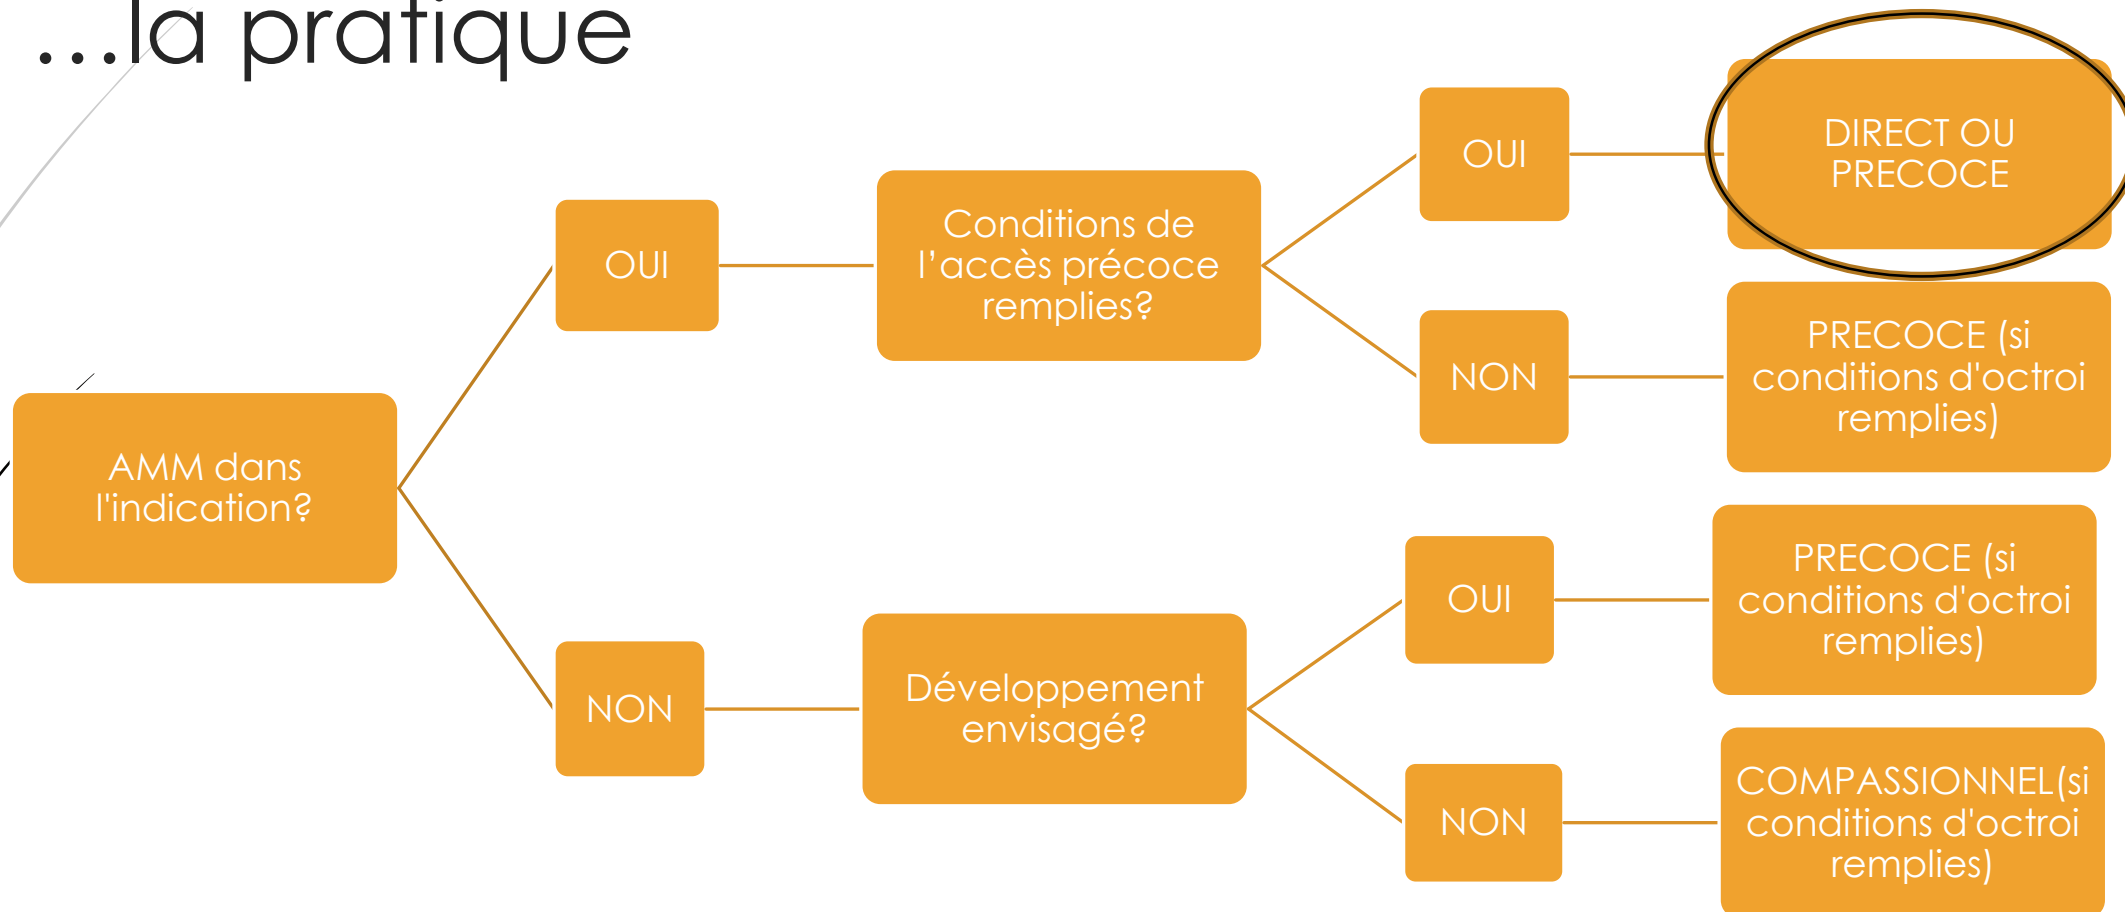 ...la pratique
AMM dans
l'indication?
OUI
Conditions de
l’accès précoce
remplies?
OUI
DIRECT OU
PRECOCE
NON
PRECOCE (si
conditions d'octroi
remplies)
NON
Développement
envisagé?
OUI
PRECOCE (si
conditions d'octroi
remplies)
NON
COMPASSIONNEL(si
conditions d'octroi
remplies)